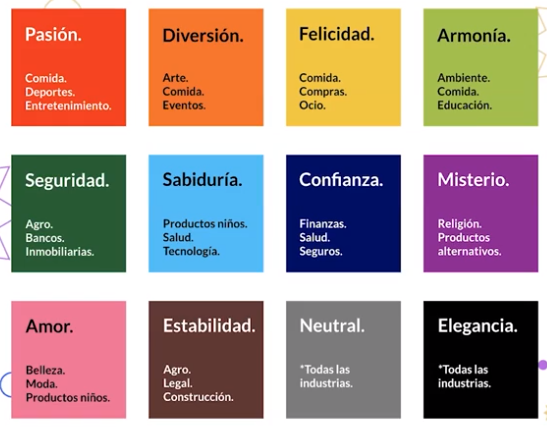 Pasión.
Comida.
Deportes.
Entretenimiento.
Diversión.
Arte.
Comida.
Eventos.
Felicidad.
Comida.
Compras.
Ocio.
Armonía.
Ambiente.
Comida.
Educación.
Seguridad.
Agro.
Bancos.
Inmobiliarias.
Sabiduría.
Productos niños.
Salud.
Tecnología.
Confianza.
Finanzas.
Salud.
Seguros.
Misterio.
Religión.
Productos
alternativos.
Amor.
Belleza.
Moda.
Productos niños.
Estabilidad.
Agro.
Legal.
Construcción.
Neutral.
*Todas las
industrias.
Elegancia.
*Todas las
industrias.